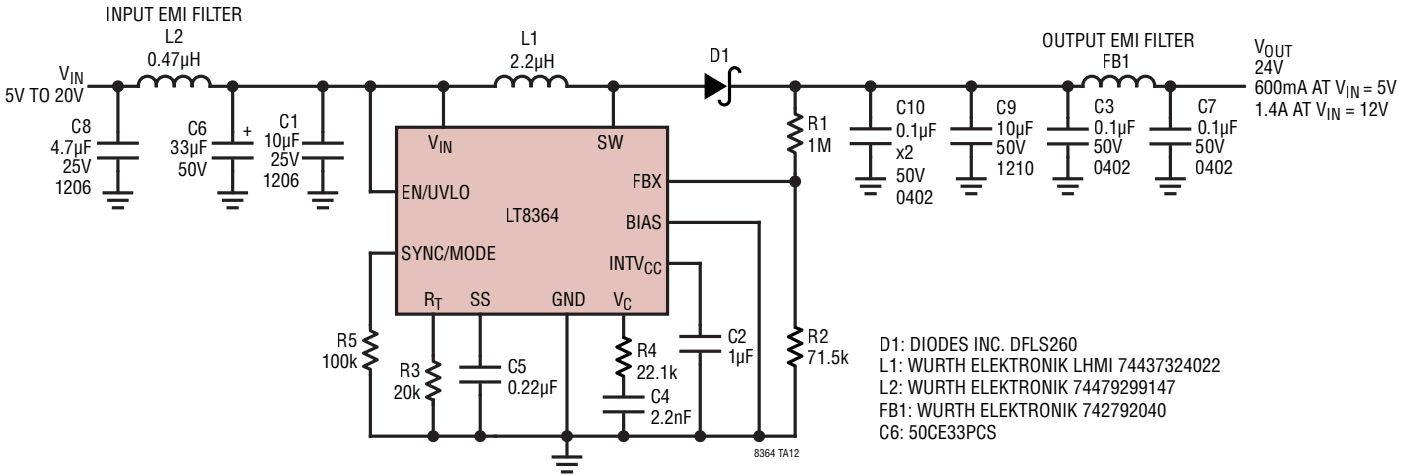 INPUT EMI FILTER
L2
0.47µH
L1
2.2µH
D1
OUTPUT EMI FILTER
FB1
VIN
5V TO 20V
VOUT
24V
600mA AT VIN = 5V
1.4A AT VIN = 12V
C8
4.7µF
25V
1206
C6
33µF
50V
+
C1
10µF
25V
1206
R1
1M
C10
0.1µF
x2
50V
0402
C9
10µF
50V
1210
C3
0.1µF
50V
0402
C7
0.1µF
50V
0402
VIN
SW
FBX
EN/UVLO
LT8364
BIAS
SYNC/MODE
INTVCC
RT
SS
GND
VC
R5
100k
R3
20k
C5
0.22µF
R4
22.1k
C4
2.2nF
C2
1µF
R2
71.5k
D1: DIODES INC. DFLS260
L1: WURTH ELEKTRONIK LHMI 74437324022
L2: WURTH ELEKTRONIK 74479299147
FB1: WURTH ELEKTRONIK 742792040
C6: 50CE33PCS
8364 TA12